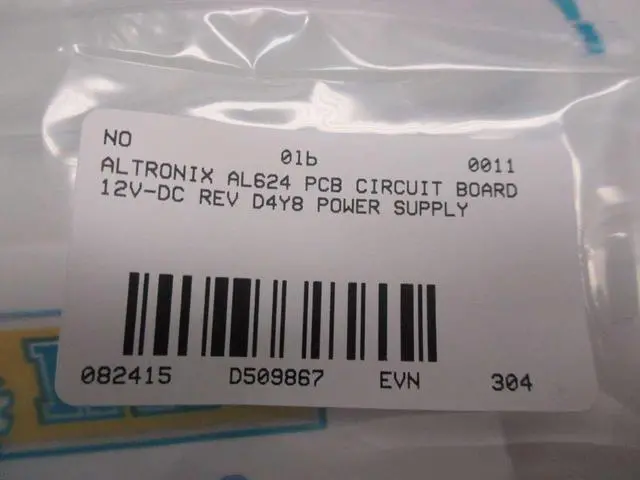 NO 01b 0011
ALTRONIX AL624 PCB CIRCUIT BOARD
12V-DC REV D4Y8 POWER SUPPLY
082415 D509867 EVN 304